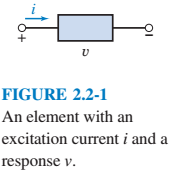 i
+
−
v
FIGURE 2.2-1
An element with an
excitation current i and a
response v.